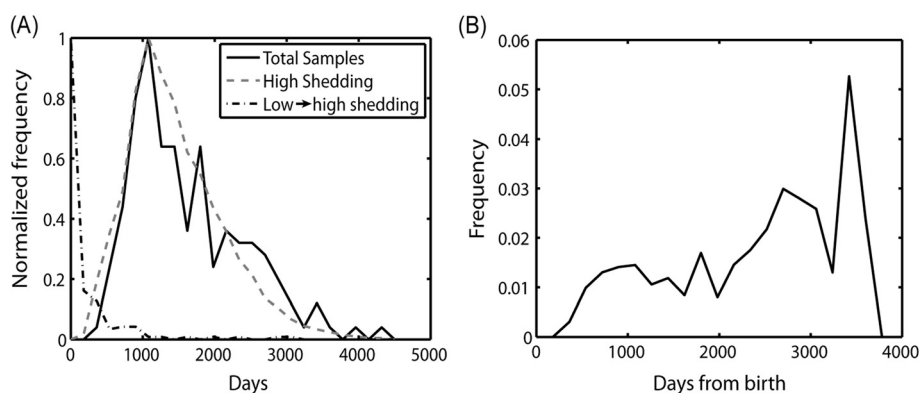 (A)
Normalized frequency
1
0.8
0.6
0.4
0.2
0
Total Samples
High Shedding
Low➔high shedding
0 1000 2000 3000 4000 5000
Days
(B)
Frequency
0.06
0.05
0.04
0.03
0.02
0.01
0.00
0 1000 2000 3000 4000
Days from birth